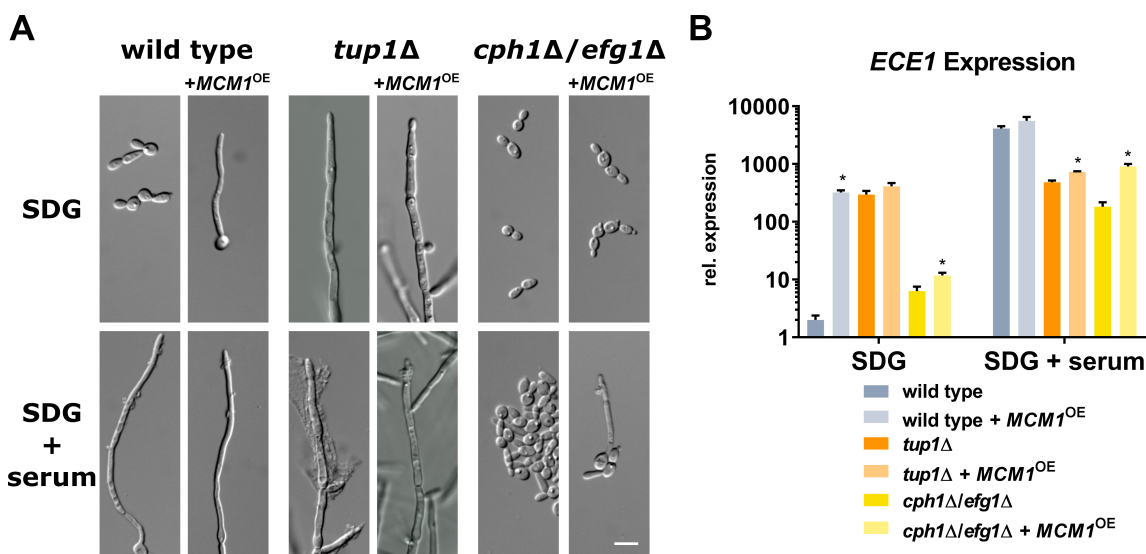 A
wild type
tup1Δ
cph1Δ/efg1Δ
+MCM1ᴼᴱ
+MCM1ᴼᴱ
+MCM1ᴼᴱ
SDG
SDG
+
serum
B
ECE1 Expression
rel. expression
10000
1000
100
10
1
*
*
*
*
SDG
SDG + serum
wild type
wild type + MCM1ᴼᴱ
tup1Δ
tup1Δ + MCM1ᴼᴱ
cph1Δ/efg1Δ
cph1Δ/efg1Δ + MCM1ᴼᴱ